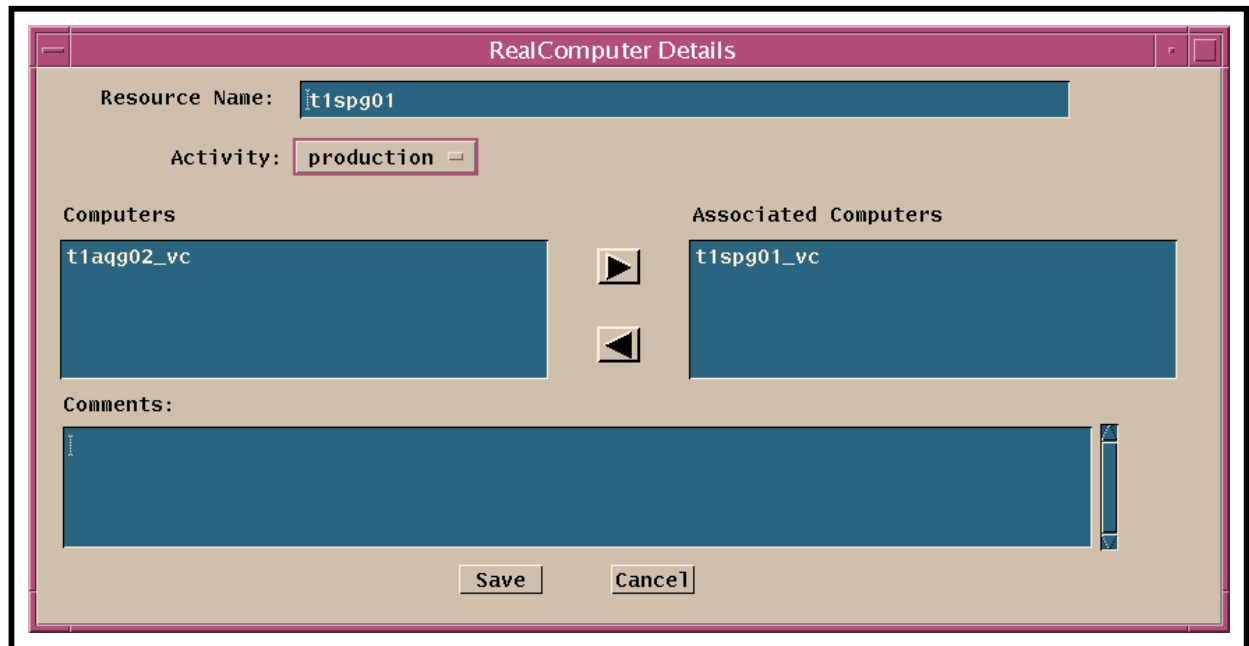 RealComputer Details
Resource Name: t1spg01
Activity: production
Computers Associated Computers
t1aqg02_vc t1spg01_vc
Comments:
Save Cancel